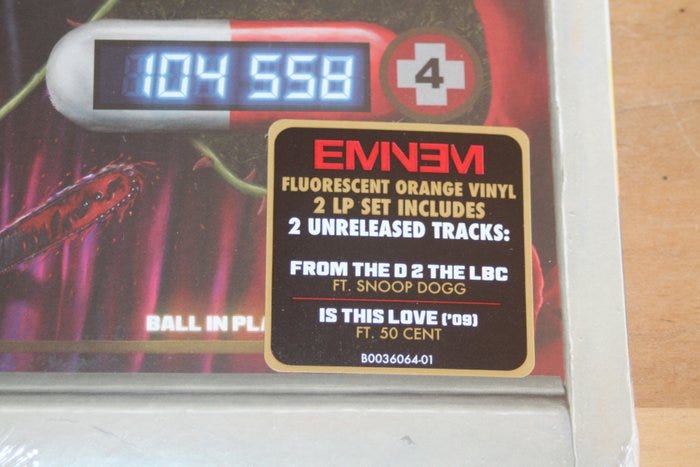 104 558
4
EMINEM
FLUORESCENT ORANGE VINYL
2 LP SET INCLUDES
2 UNRELEASED TRACKS:
FROM THE D 2 THE LBC
FT. SNOOP DOGG
IS THIS LOVE ('09)
FT. 50 CENT
B0036064-01
BALL IN PLA